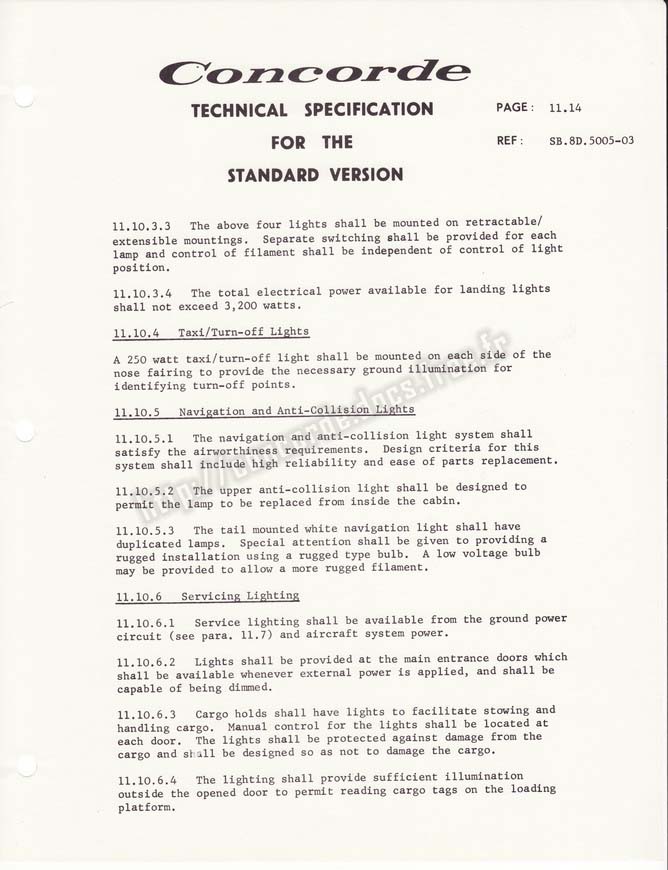 Concorde
TECHNICAL SPECIFICATION
FOR THE
STANDARD VERSION
PAGE: 11.14
REF: SB.8D.5005-03
11.10.3.3 The above four lights shall be mounted on retractable/
extensible mountings. Separate switching shall be provided for each
lamp and control of filament shall be independent of control of light
position.
11.10.3.4 The total electrical power available for landing lights
shall not exceed 3,200 watts.
11.10.4 Taxi/Turn-off Lights
A 250 watt taxi/turn-off light shall be mounted on each side of the
nose fairing to provide the necessary ground illumination for
identifying turn-off points.
11.10.5 Navigation and Anti-Collision Lights
11.10.5.1 The navigation and anti-collision light system shall
satisfy the airworthiness requirements. Design criteria for this
system shall include high reliability and ease of parts replacement.
11.10.5.2 The upper anti-collision light shall be designed to
permit the lamp to be replaced from inside the cabin.
11.10.5.3 The tail mounted white navigation light shall have
duplicated lamps. Special attention shall be given to providing a
rugged installation using a rugged type bulb. A low voltage bulb
may be provided to allow a more rugged filament.
11.10.6 Servicing Lighting
11.10.6.1 Service lighting shall be available from the ground power
circuit (see para. 11.7) and aircraft system power.
11.10.6.2 Lights shall be provided at the main entrance doors which
shall be available whenever external power is applied, and shall be
capable of being dimmed.
11.10.6.3 Cargo holds shall have lights to facilitate stowing and
handling cargo. Manual control for the lights shall be located at
each door. The lights shall be protected against damage from the
cargo and shall be designed so as not to damage the cargo.
11.10.6.4 The lighting shall provide sufficient illumination
outside the opened door to permit reading cargo tags on the loading
platform.